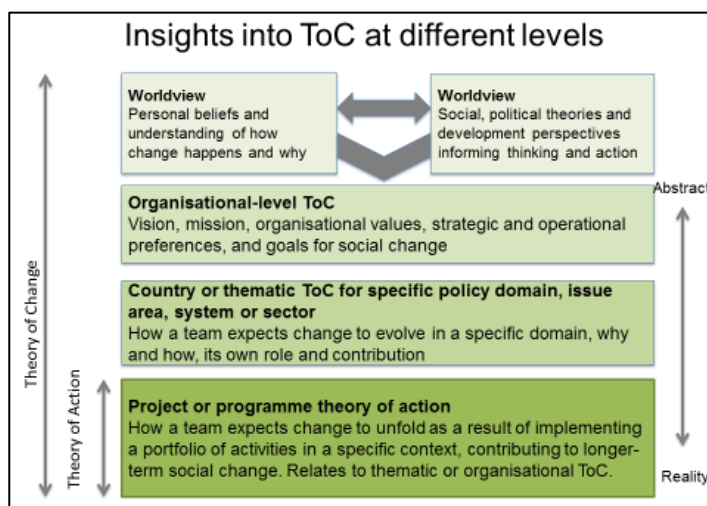 Insights into ToC at different levels
Worldview
Personal beliefs and
understanding of how
change happens and why
Worldview
Social, political theories and
development perspectives
informing thinking and action
Abstract
Organisational-level ToC
Vision, mission, organisational values, strategic and operational
preferences, and goals for social change
Country or thematic ToC for specific policy domain, issue
area, system or sector
How a team expects change to evolve in a specific domain, why
and how, its own role and contribution
Project or programme theory of action
How a team expects change to unfold as a result of implementing
a portfolio of activities in a specific context, contributing to longer-
term social change. Relates to thematic or organisational ToC.
Reality
Theory of Change
Theory of Action